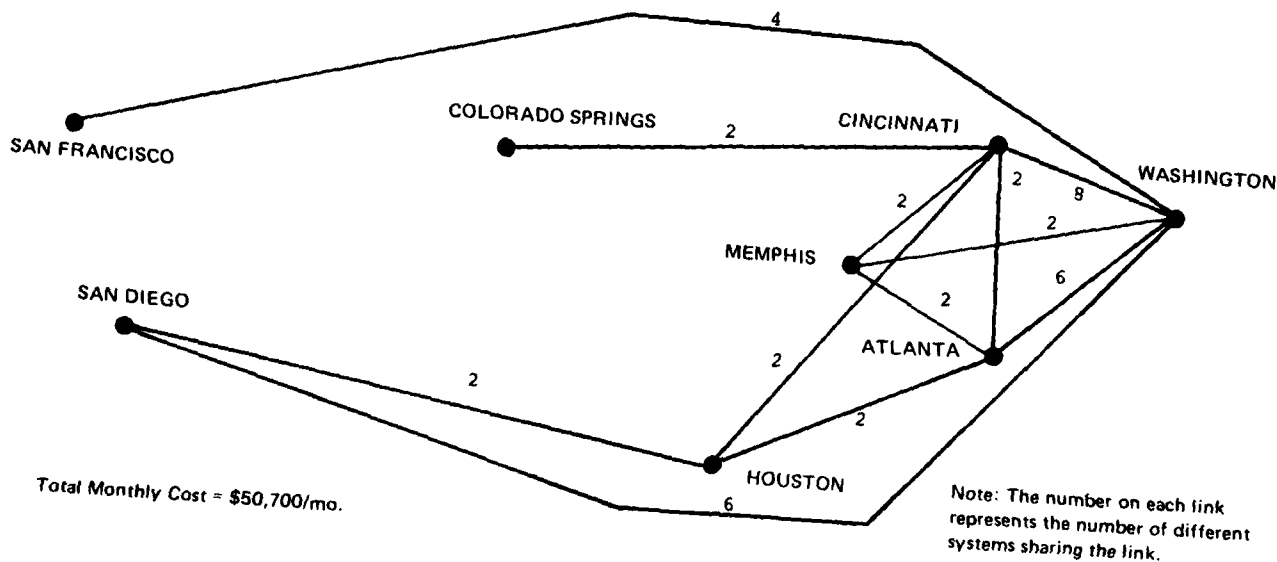 4
COLORADO SPRINGS
2
CINCINNATI
SAN FRANCISCO
WASHINGTON
2
8
2
2
MEMPHIS
6
SAN DIEGO
2
ATLANTA
2
2
2
HOUSTON
6
Total Monthly Cost = $50,700/mo.
Note: The number on each link
represents the number of different
systems sharing the link.